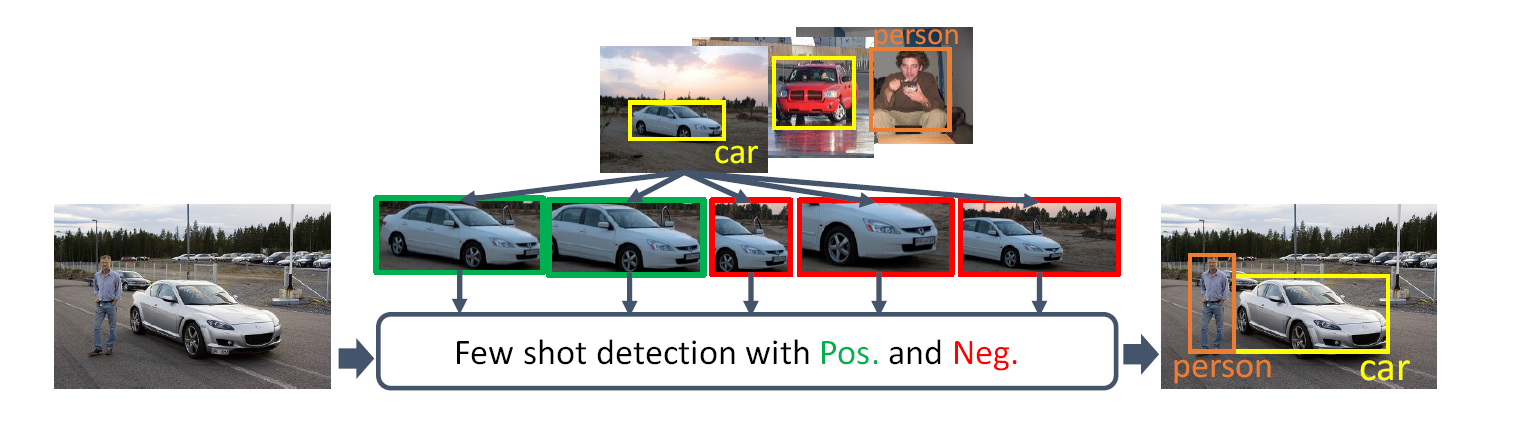 person
car
Few shot detection with Pos. and Neg.
person
car